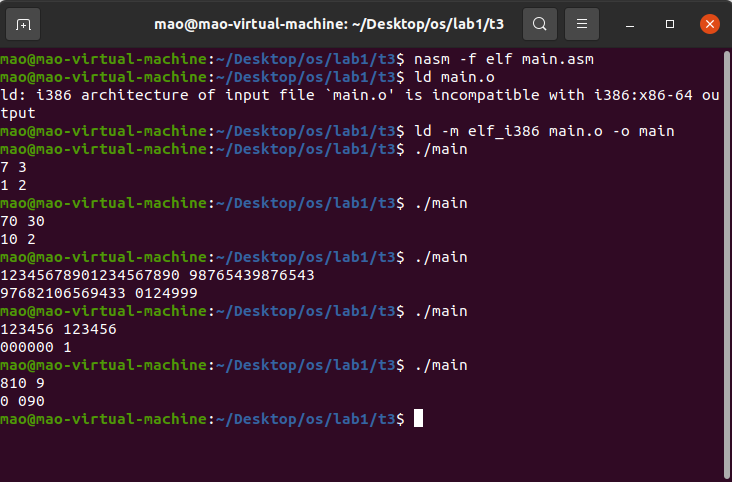 mao@mao-virtual-machine: ~/Desktop/os/lab1/t3
mao@mao-virtual-machine:~/Desktop/os/lab1/t3$ nasm -f elf main.asm
mao@mao-virtual-machine:~/Desktop/os/lab1/t3$ ld main.o
ld: i386 architecture of input file `main.o' is incompatible with i386:x86-64 ou
tput
mao@mao-virtual-machine:~/Desktop/os/lab1/t3$ ld -m elf_i386 main.o -o main
mao@mao-virtual-machine:~/Desktop/os/lab1/t3$ ./main
7 3
1 2
mao@mao-virtual-machine:~/Desktop/os/lab1/t3$ ./main
70 30
10 2
mao@mao-virtual-machine:~/Desktop/os/lab1/t3$ ./main
12345678901234567890 98765439876543
97682106569433 0124999
mao@mao-virtual-machine:~/Desktop/os/lab1/t3$ ./main
123456 123456
000000 1
mao@mao-virtual-machine:~/Desktop/os/lab1/t3$ ./main
810 9
0 090
mao@mao-virtual-machine:~/Desktop/os/lab1/t3$